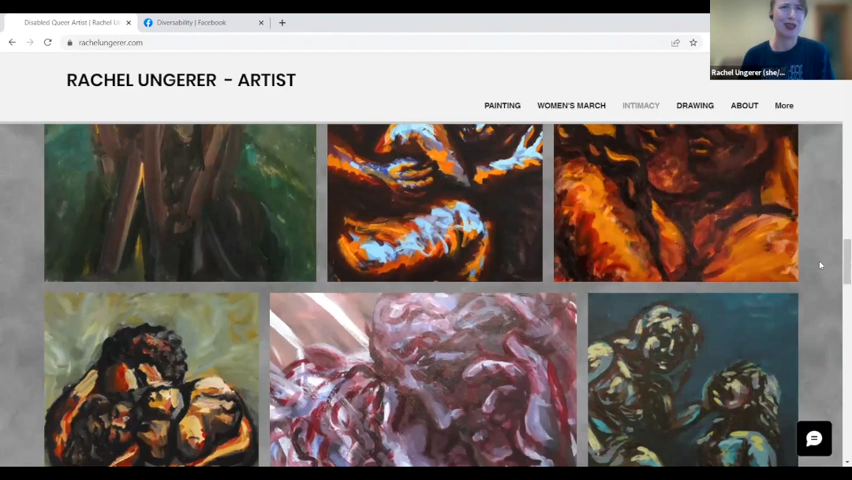 Disabled Queer Artist | Rachel Un
Diversability | Facebook
rachelungerer.com
Rachel Ungerer (she/...
RACHEL UNGERER - ARTIST
PAINTING WOMEN'S MARCH INTIMACY DRAWING ABOUT More